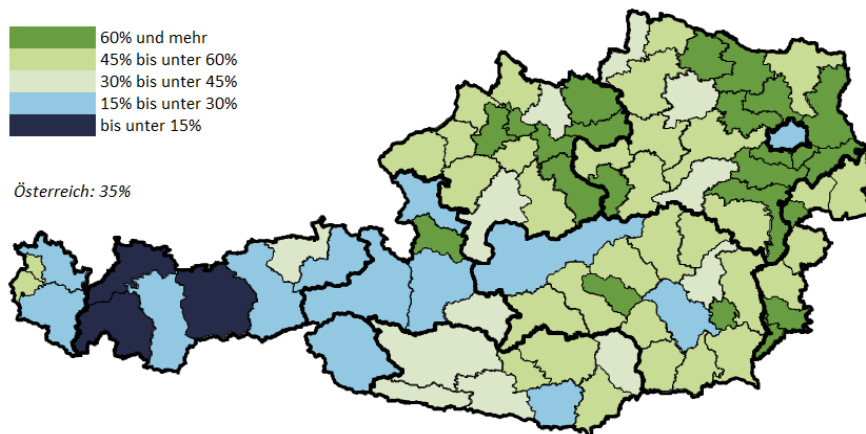 60% und mehr
45% bis unter 60%
30% bis unter 45%
15% bis unter 30%
bis unter 15%
Österreich: 35%